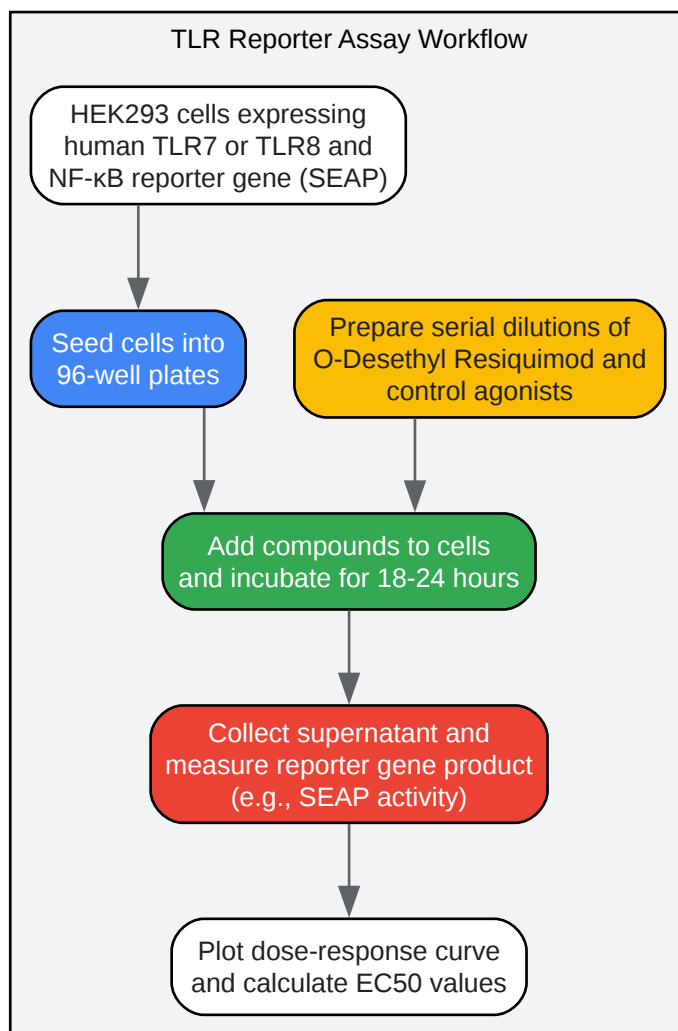 TLR Reporter Assay Workflow
HEK293 cells expressing
human TLR7 or TLR8 and
NF-κB reporter gene (SEAP)
Seed cells into
96-well plates
Prepare serial dilutions of
O-Desethyl Resiquimod and
control agonists
Add compounds to cells
and incubate for 18-24 hours
Collect supernatant and
measure reporter gene product
(e.g., SEAP activity)
Plot dose-response curve
and calculate EC50 values